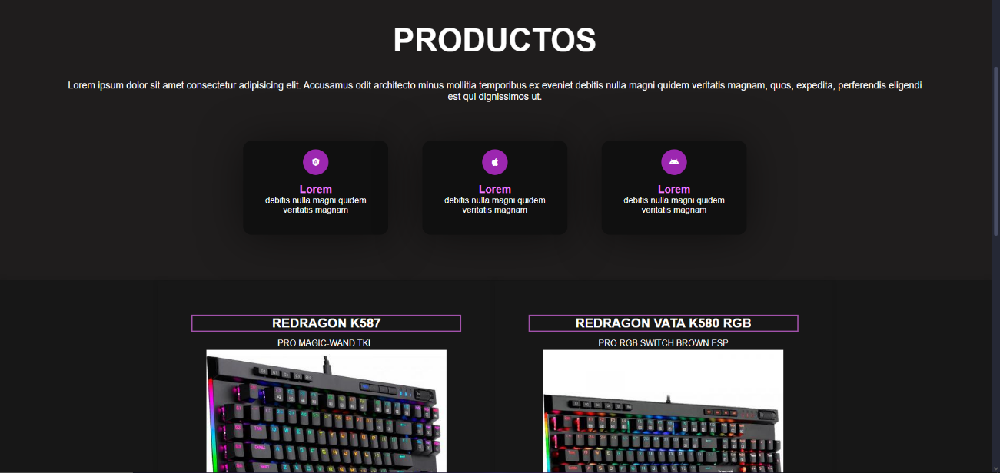 PRODUCTOS
Lorem ipsum dolor sit amet consectetur adipisicing elit. Accusamus odit architecto minus mollitia temporibus ex eveniet debitis nulla magni quidem veritatis magnam, quos, expedita, perferendis eligendi
est qui dignissimos ut.
Lorem
debitis nulla magni quidem
veritatis magnam
Lorem
debitis nulla magni quidem
veritatis magnam
Lorem
debitis nulla magni quidem
veritatis magnam
REDRAGON K587
PRO MAGIC-WAND TKL.
REDRAGON VATA K580 RGB
PRO RGB SWITCH BROWN ESP